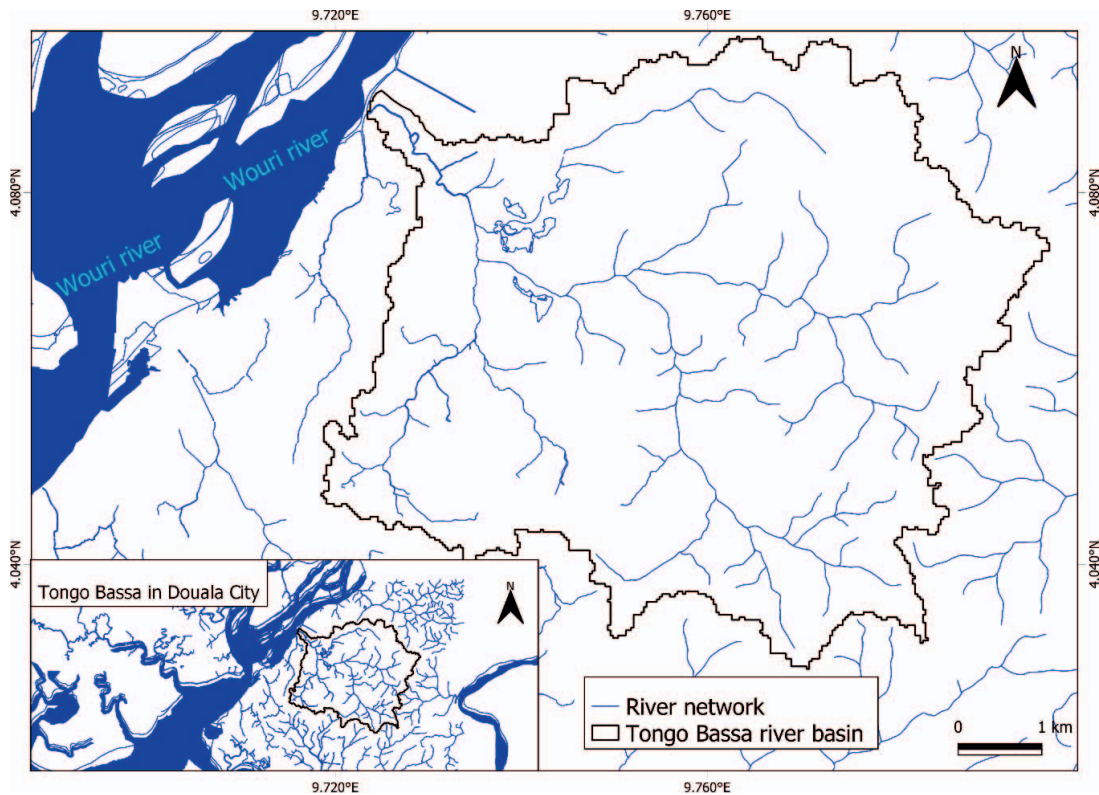 9.720°E
9.760°E
N
Wouri river
4.080°N
4.080°N
Wouri river
4.040°N
4.040°N
Tongo Bassa in Douala City
N
River network
Tongo Bassa river basin
0
1 km
9.720°E
9.760°E